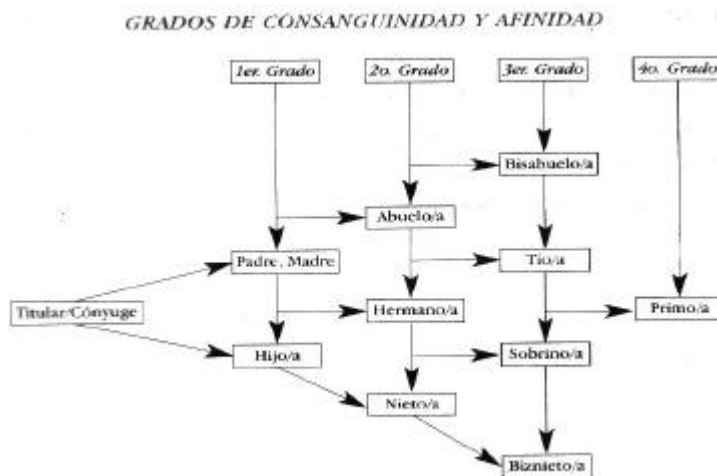 GRADOS DE CONSANGUINIDAD Y AFINIDAD
1er. Grado 2o. Grado 3er. Grado 4o. Grado
Bisabuelo/a
Abuelo/a
Padre, Madre Tío/a
Titular/Cónyuge Hermano/a Primo/a
Hijo/a Sobrino/a
Nieto/a
Biznieto/a